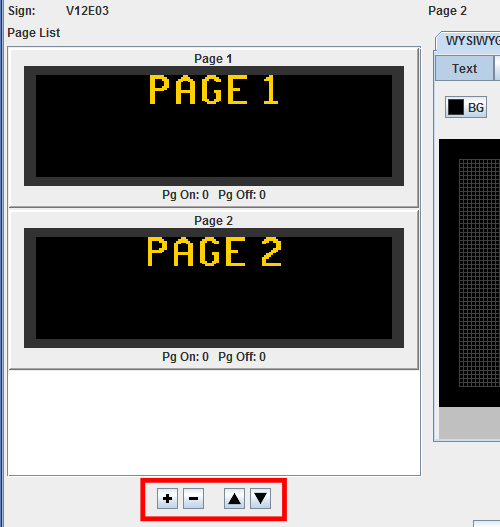 Sign: V12E03
Page List
Page 1
PAGE 1
Pg On: 0 Pg Off: 0
Page 2
PAGE 2
Pg On: 0 Pg Off: 0
Page 2
WYSIWYG
Text
BG